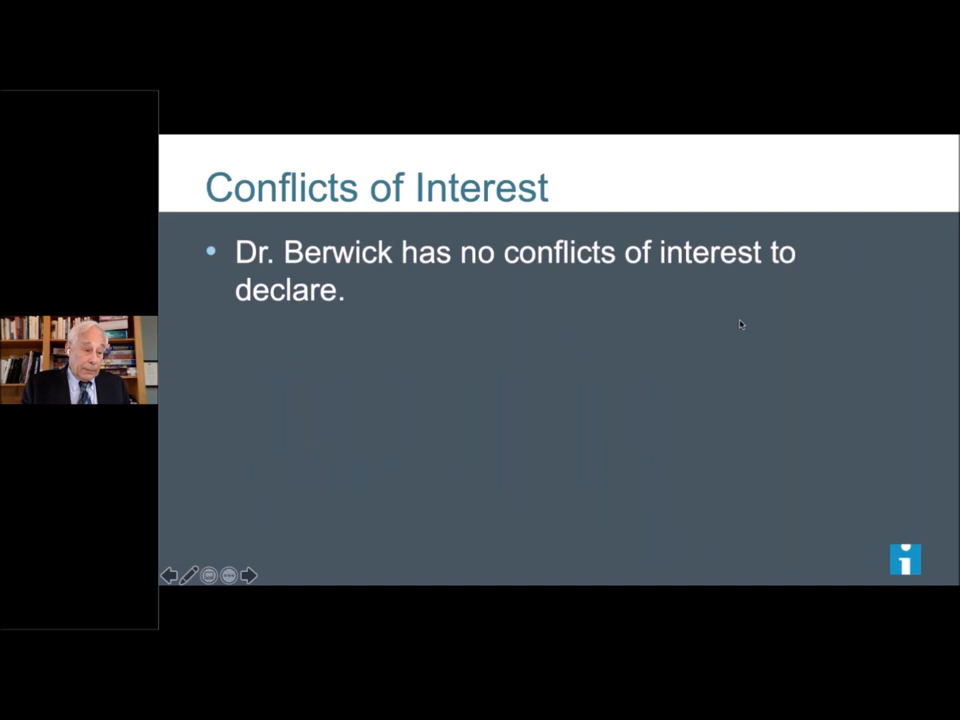 Conflicts of Interest
• Dr. Berwick has no conflicts of interest to
declare.